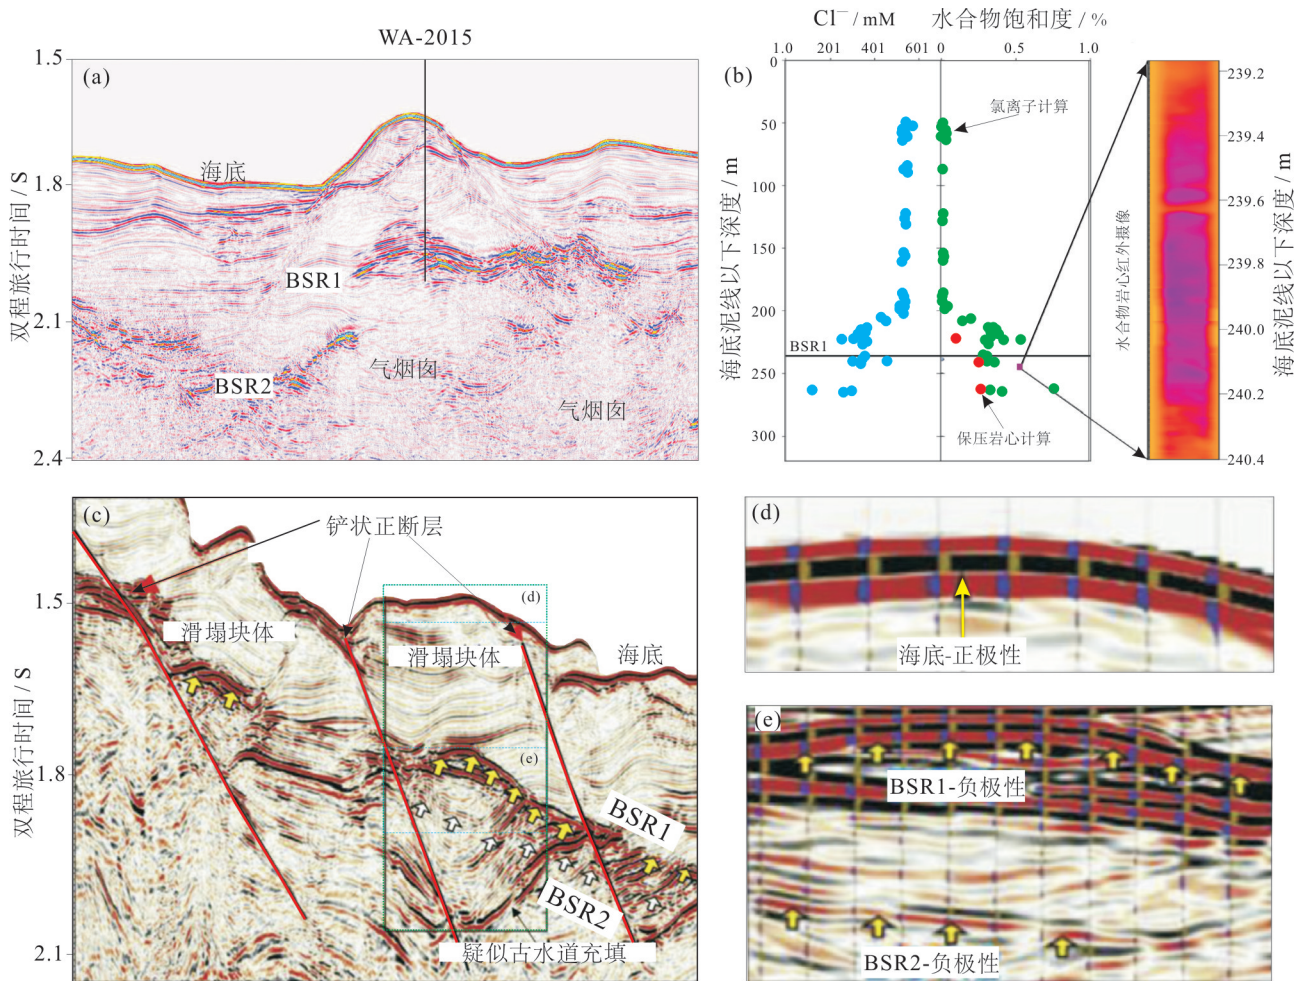 WA-2015
(a)
1.5
1.8
2.1
2.4
双程旅行时间 / S
海底
BSR1
BSR2
气烟囱
气烟囱
(b)
Cl⁻ / mM
水合物饱和度 / %
1.0
201
401
601
0
0.5
1.0
0
50
100
150
200
250
300
海底泥线以下深度 / m
氯离子计算
BSR1
保压岩心计算
水合物岩心红外摄像
239.2
239.4
239.6
239.8
240.0
240.2
240.4
海底泥线以下深度 / m
(c)
铲状正断层
1.5
1.8
2.1
双程旅行时间 / S
滑塌块体
(d)
滑塌块体
海底
(e)
BSR1
BSR2
疑似古水道充填
(d)
海底-正极性
(e)
BSR1-负极性
BSR2-负极性